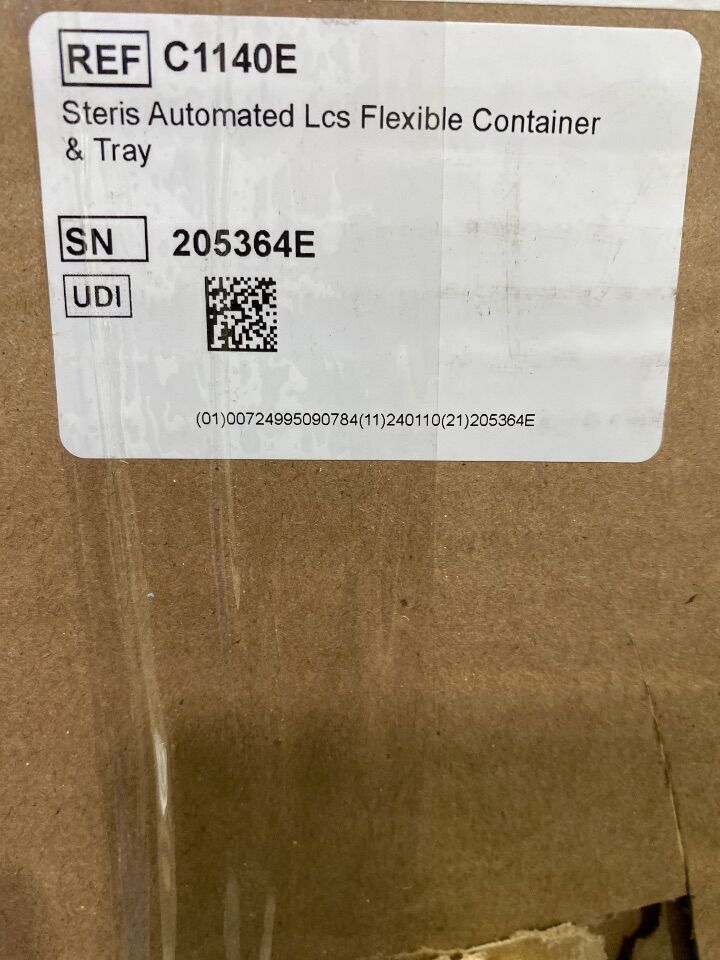 REF C1140E
Steris Automated Lcs Flexible Container
& Tray
SN 205364E
UDI
(01)00724995090784(11)240110(21)205364E